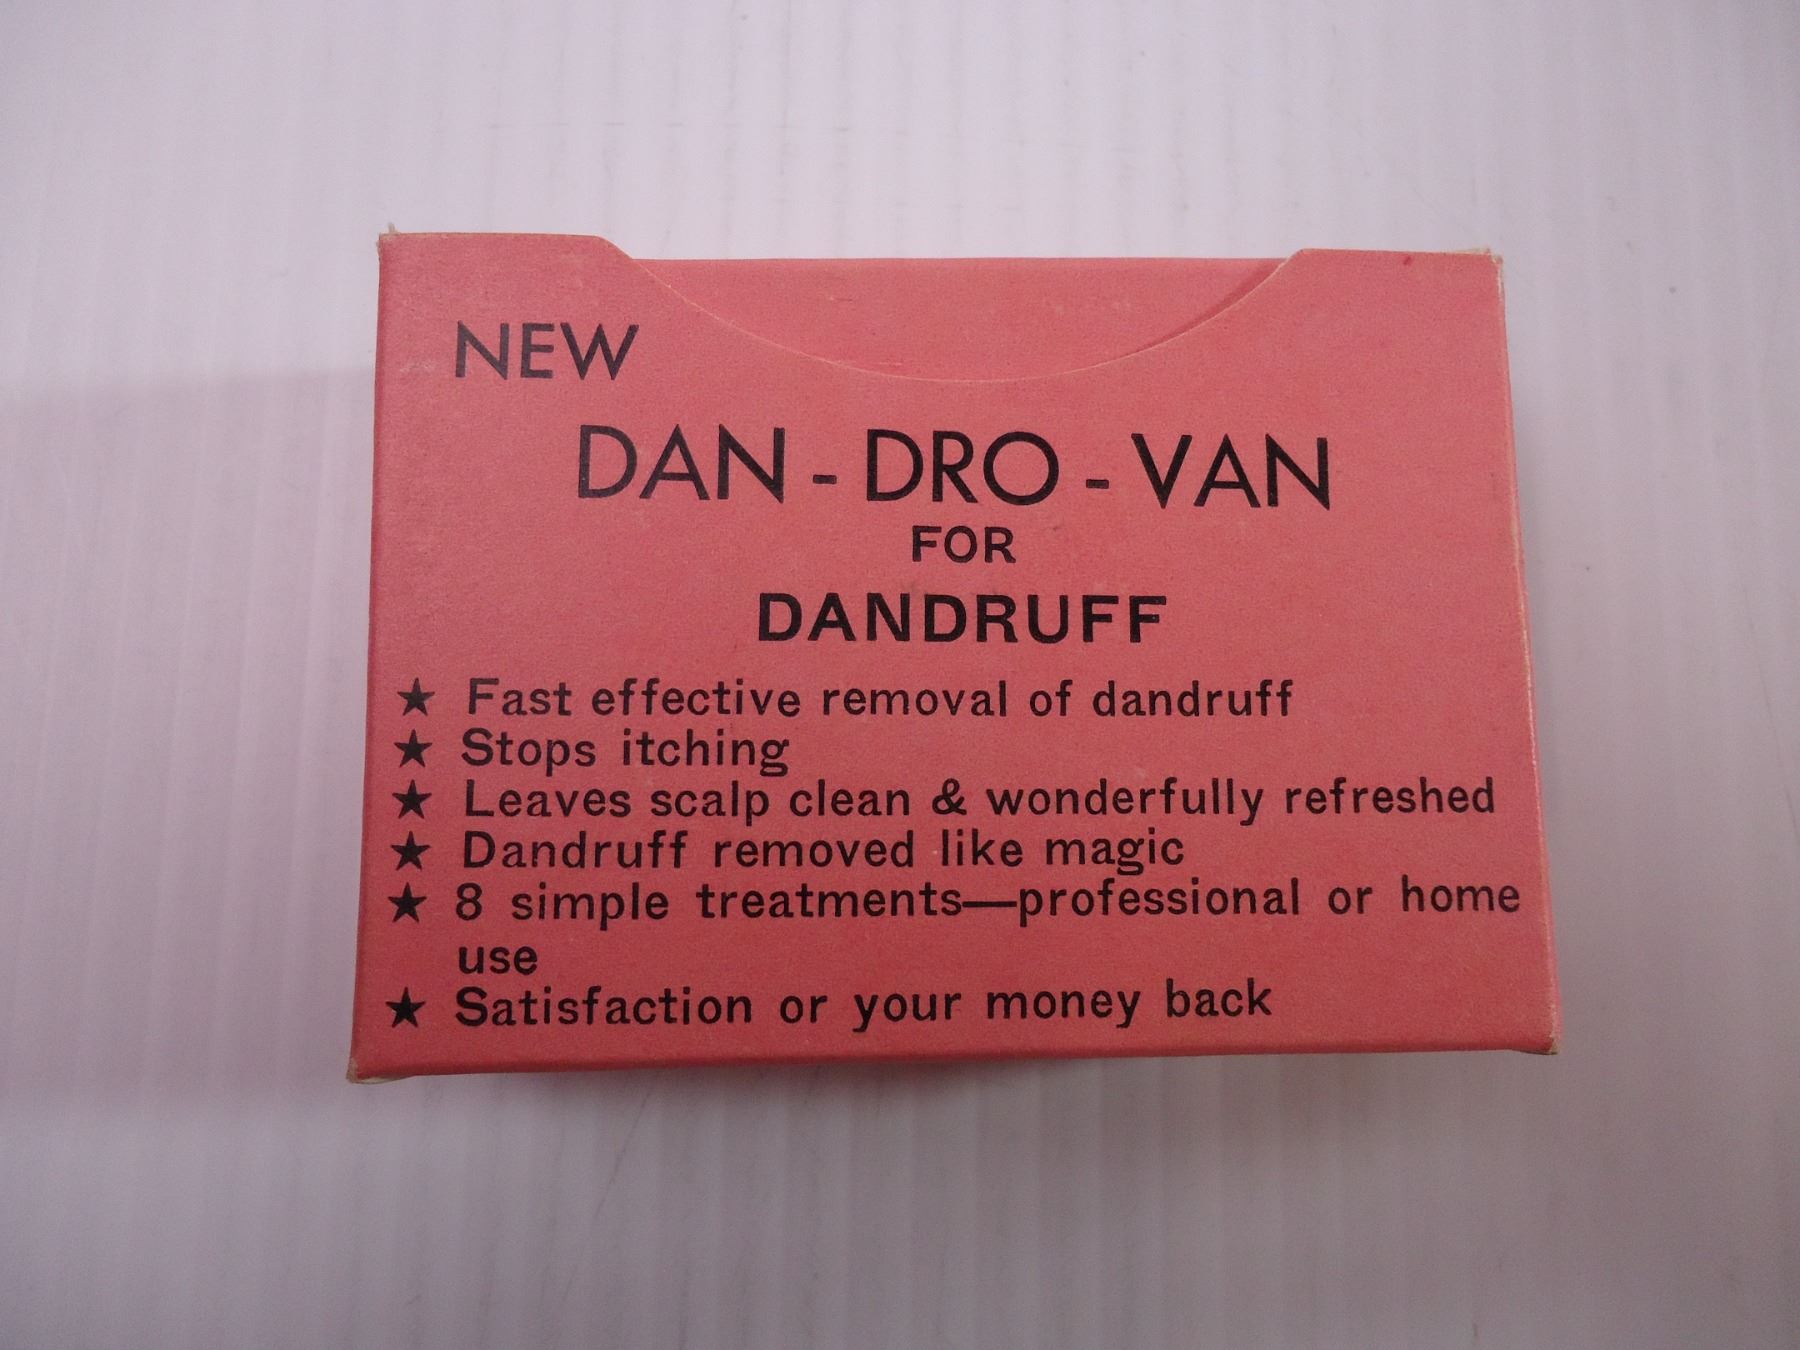 NEW
DAN - DRO - VAN
FOR
DANDRUFF
★ Fast effective removal of dandruff
★ Stops itching
★ Leaves scalp clean & wonderfully refreshed
★ Dandruff removed like magic
★ 8 simple treatments—professional or home
use
★ Satisfaction or your money back